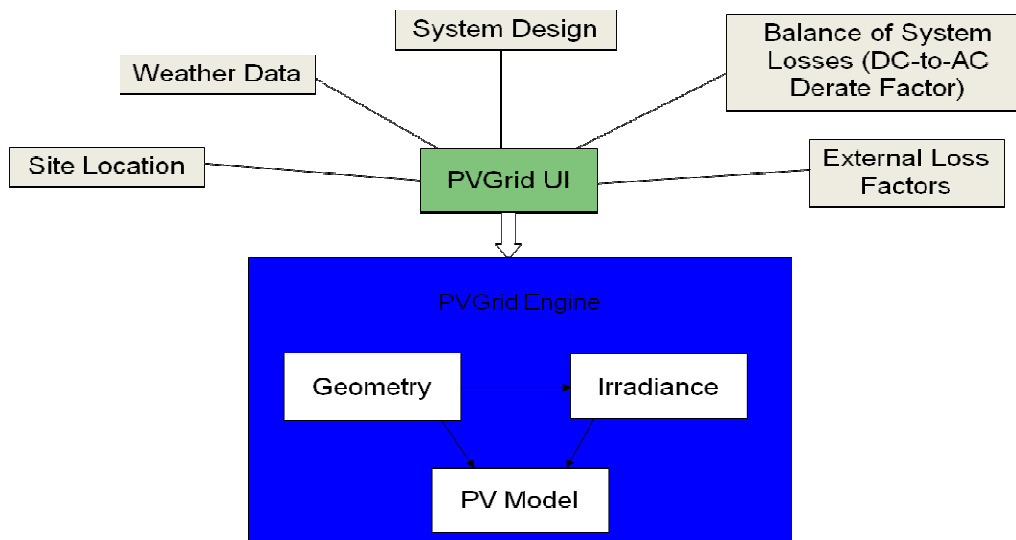 System Design
Balance of System
Losses (DC-to-AC
Derate Factor)
Weather Data
Site Location
PVGrid UI
External Loss
Factors
PVGrid Engine
Geometry
Irradiance
PV Model